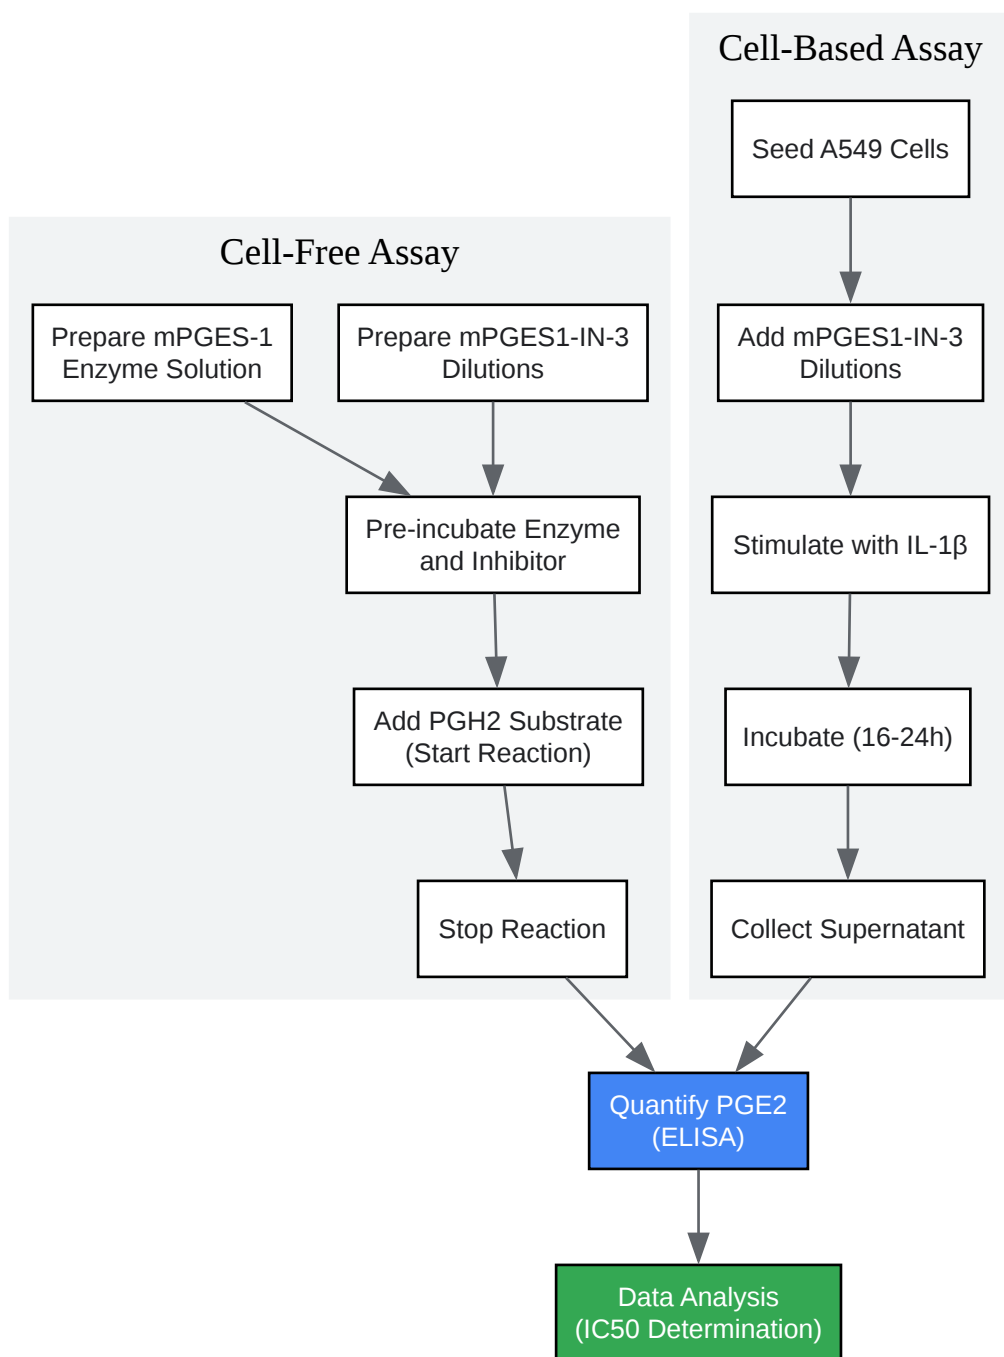 Cell-Free Assay
Prepare mPGES-1
Enzyme Solution
Prepare mPGES1-IN-3
Dilutions
Pre-incubate Enzyme
and Inhibitor
Add PGH2 Substrate
(Start Reaction)
Stop Reaction
Cell-Based Assay
Seed A549 Cells
Add mPGES1-IN-3
Dilutions
Stimulate with IL-1β
Incubate (16-24h)
Collect Supernatant
Quantify PGE2
(ELISA)
Data Analysis
(IC50 Determination)